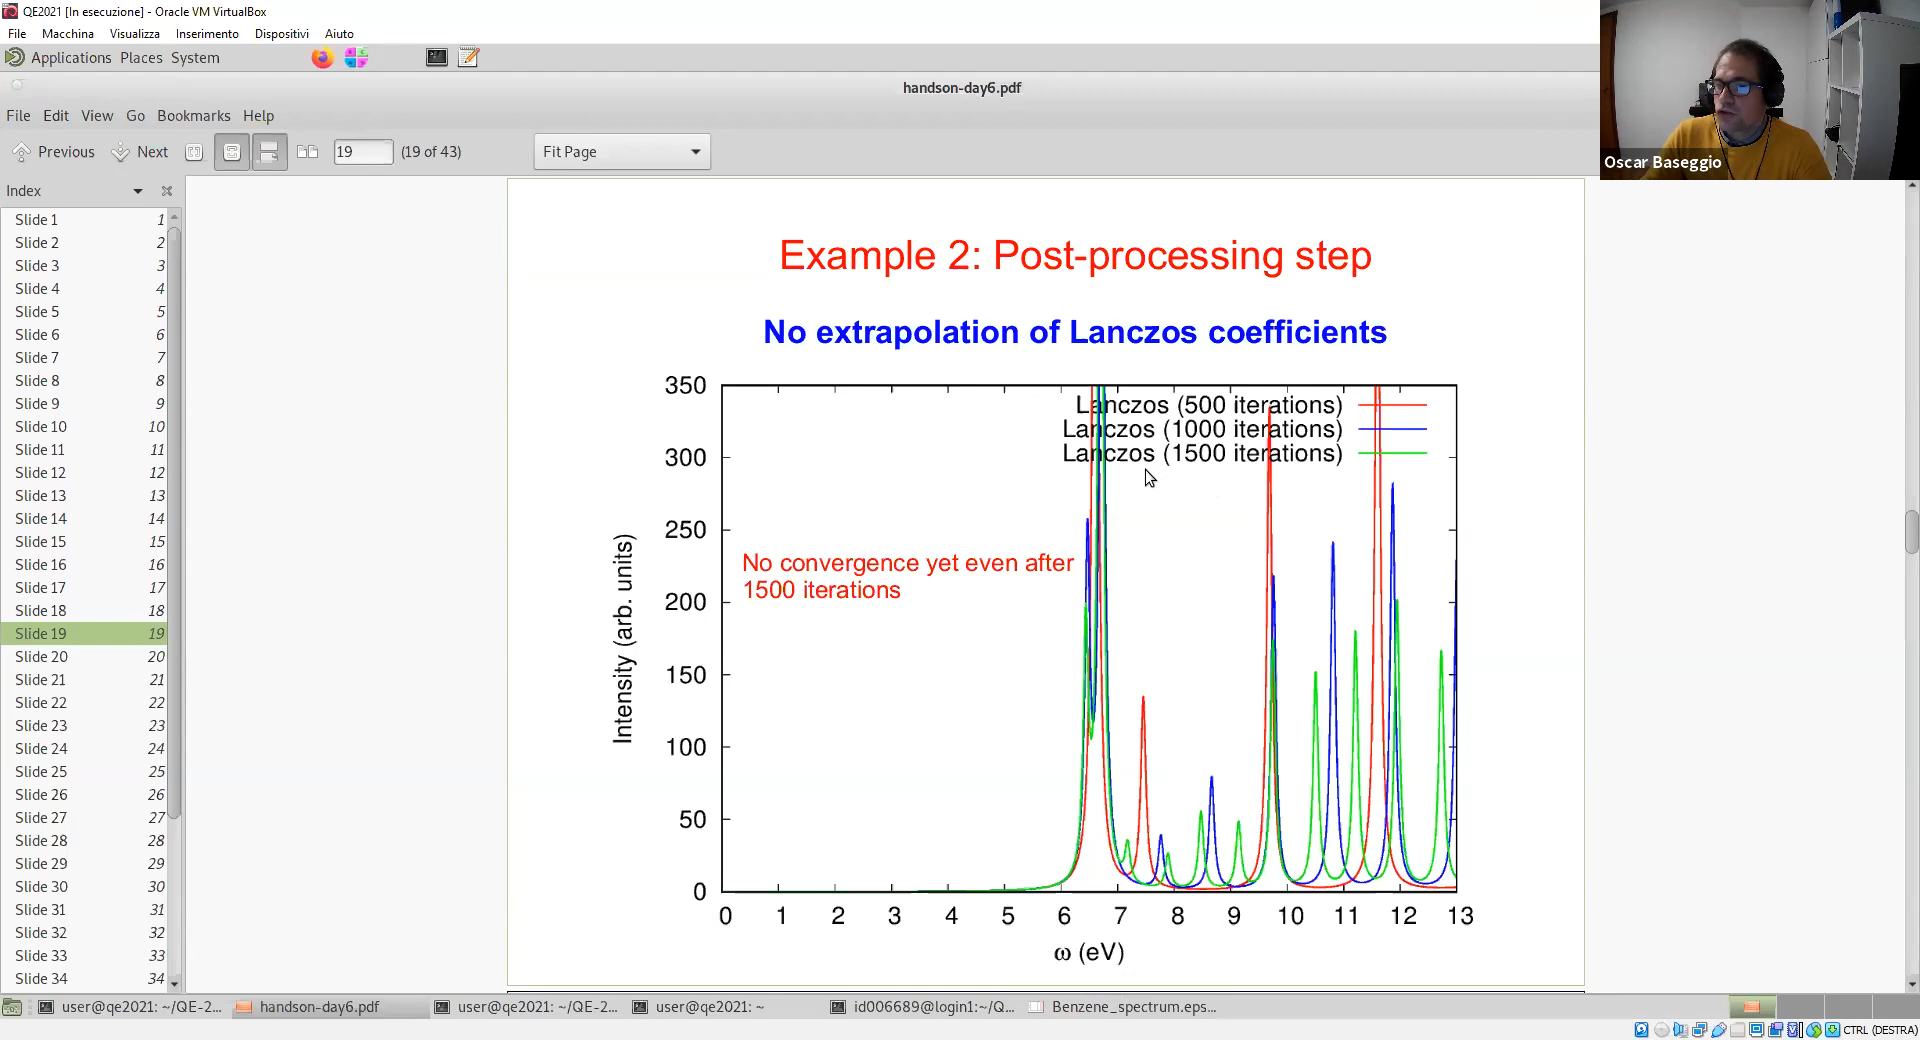 QE2021 [In esecuzione] - Oracle VM VirtualBox
File Macchina Visualizza Inserimento Dispositivi Aiuto
Applications Places System
handson-day6.pdf
File Edit View Go Bookmarks Help
Previous Next 19 (19 of 43) Fit Page
Oscar Baseggio
Index
Slide 1 1
Slide 2 2
Slide 3 3
Slide 4 4
Slide 5 5
Slide 6 6
Slide 7 7
Slide 8 8
Slide 9 9
Slide 10 10
Slide 11 11
Slide 12 12
Slide 13 13
Slide 14 14
Slide 15 15
Slide 16 16
Slide 17 17
Slide 18 18
Slide 19 19
Slide 20 20
Slide 21 21
Slide 22 22
Slide 23 23
Slide 24 24
Slide 25 25
Slide 26 26
Slide 27 27
Slide 28 28
Slide 29 29
Slide 30 30
Slide 31 31
Slide 32 32
Slide 33 33
Slide 34 34
Example 2: Post-processing step
No extrapolation of Lanczos coefficients
Lanczos (500 iterations)
Lanczos (1000 iterations)
Lanczos (1500 iterations)
No convergence yet even after
1500 iterations
Intensity (arb. units)
350
300
250
200
150
100
50
0
0 1 2 3 4 5 6 7 8 9 10 11 12 13
ω (eV)
user@qe2021: ~/QE-2... handson-day6.pdf user@qe2021: ~/QE-2... user@qe2021: ~ id006689@login1:~/Q... Benzene_spectrum.eps...
CTRL (DESTRA)